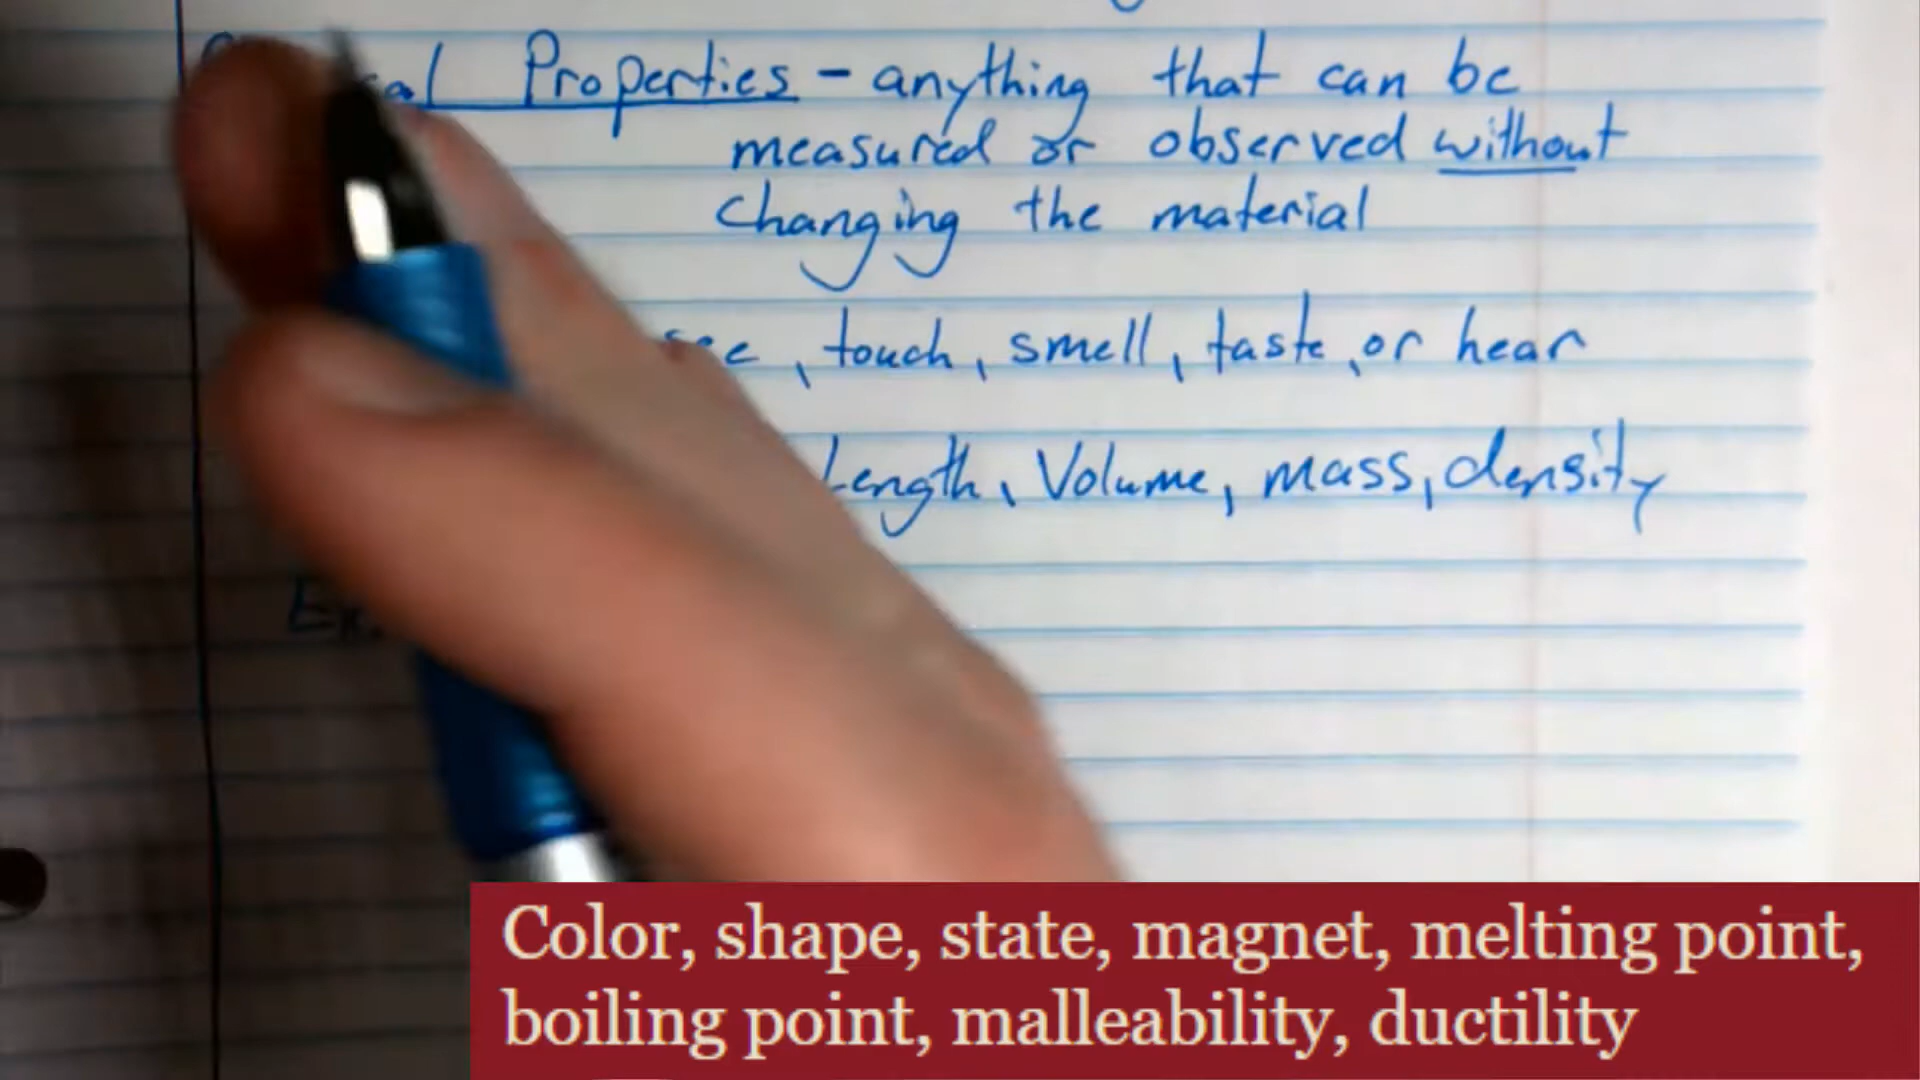 Properties - anything that can be
measured or observed without
changing the material
see, touch, smell, taste, or hear
Length, Volume, mass, density
Color, shape, state, magnet, melting point,
boiling point, malleability, ductility